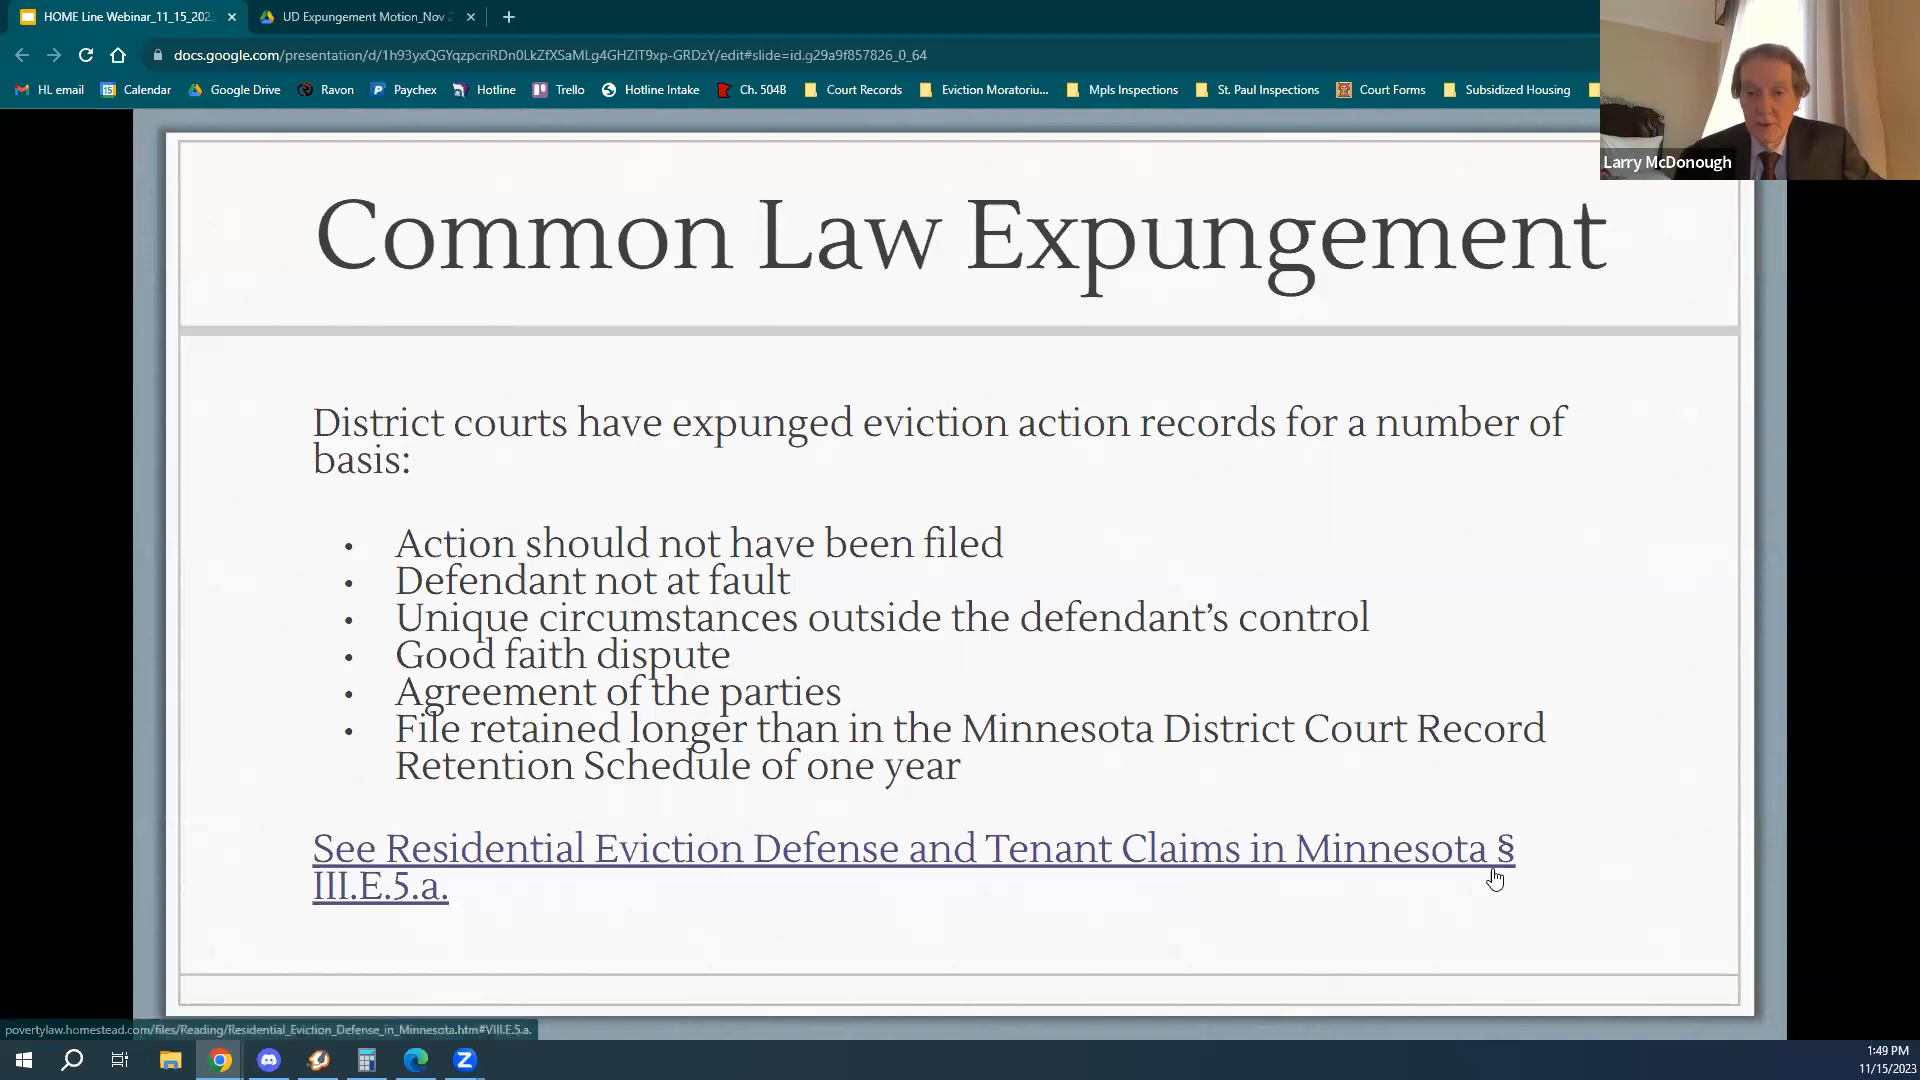 HOME Line Webinar_11_15_202
UD Expungement Motion_Nov
docs.google.com/presentation/d/1h93yxQGYqzpcriRDn0LkZfXSaMLg4GHZlT9xp-GRDzY/edit#slide=id.g29a9f857826_0_64
HL email
Calendar
Google Drive
Ravon
Paychex
Hotline
Trello
Hotline Intake
Ch. 504B
Court Records
Eviction Moratoriu...
Mpls Inspections
St. Paul Inspections
Court Forms
Subsidized Housing
Larry McDonough
Common Law Expungement
District courts have expunged eviction action records for a number of
basis:
• Action should not have been filed
• Defendant not at fault
• Unique circumstances outside the defendant’s control
• Good faith dispute
• Agreement of the parties
• File retained longer than in the Minnesota District Court Record
Retention Schedule of one year
See Residential Eviction Defense and Tenant Claims in Minnesota §
III.E.5.a.
povertylaw.homestead.com/files/Reading/Residential_Eviction_Defense_in_Minnesota.htm#VIII.E.5.a.
1:49 PM
11/15/2023